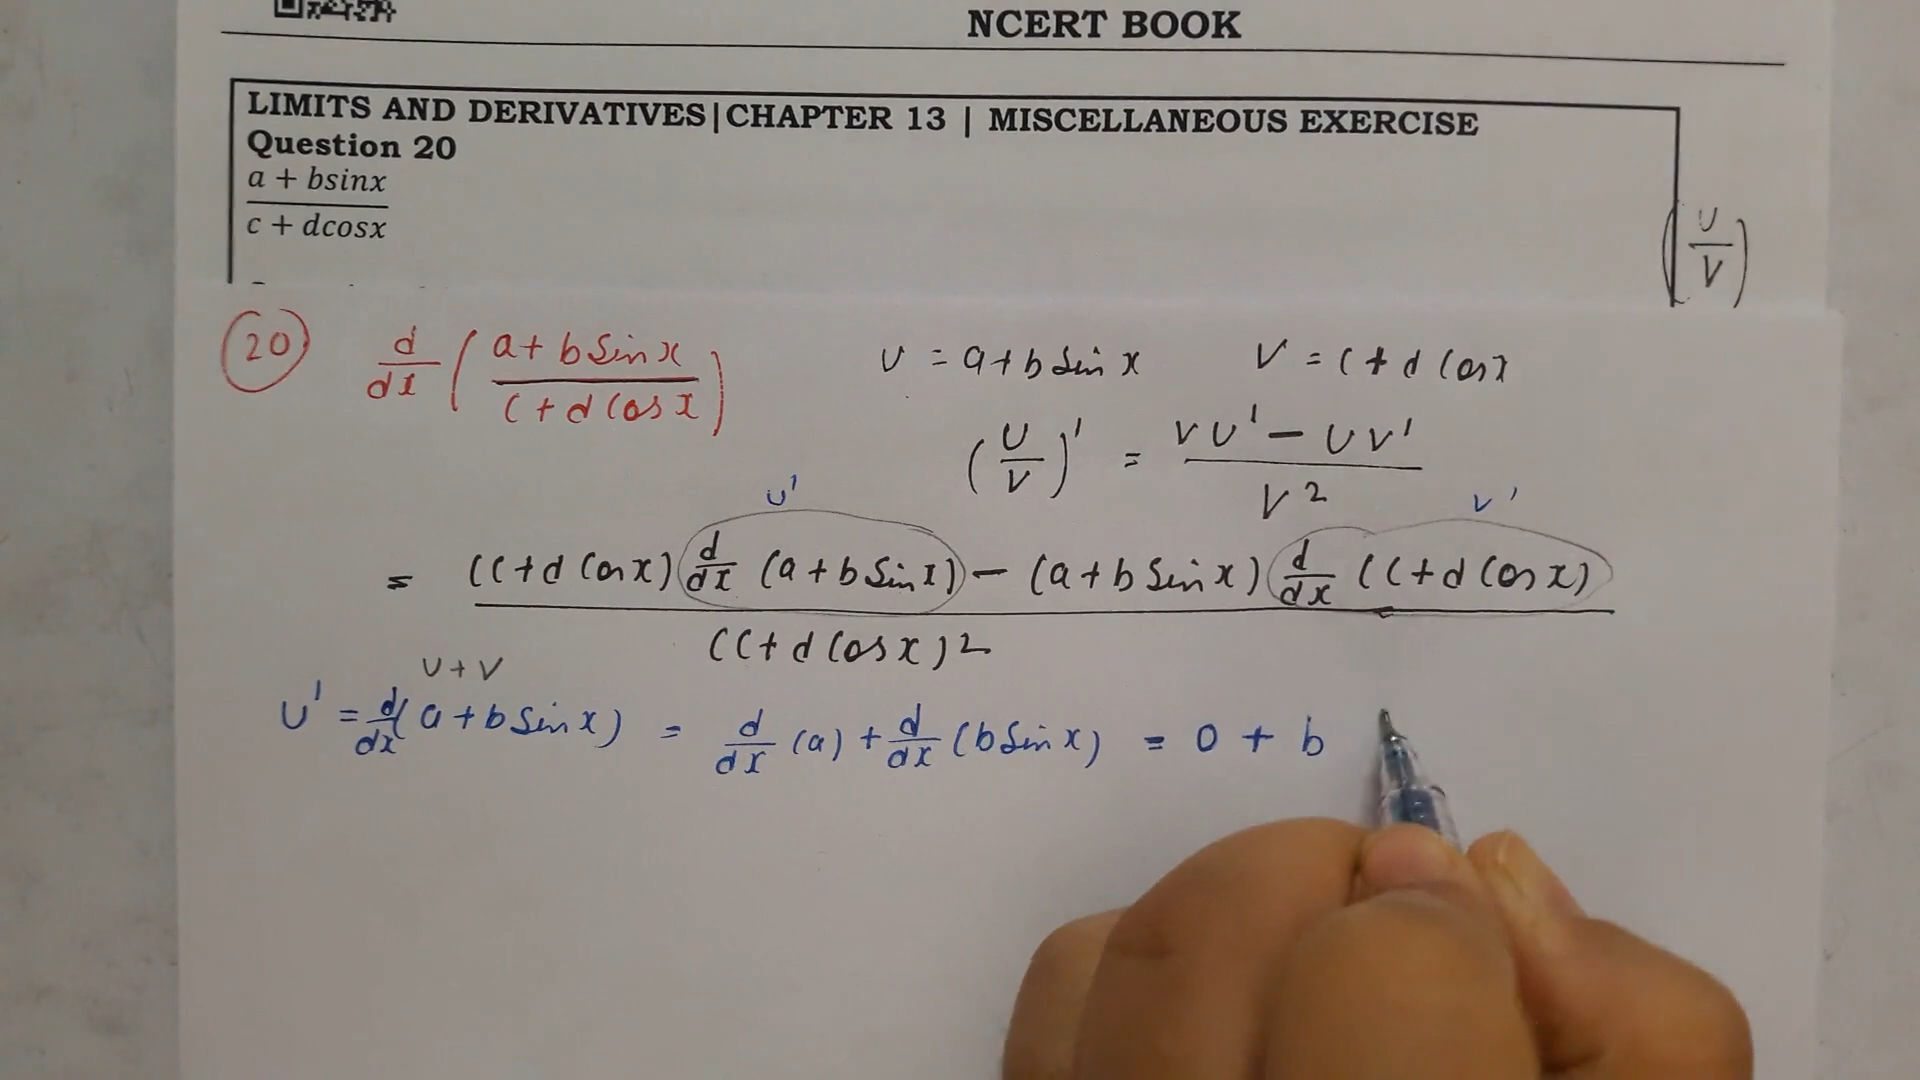 NCERT BOOK
LIMITS AND DERIVATIVES|CHAPTER 13 | MISCELLANEOUS EXERCISE
Question 20
a + bsinx
c + dcosx
(U/V)
20 d/dx (a + b Sin x / c + d Cos x) U = a + b Sin x V = c + d Cos x
(U/V)' = VU' - UV' / V²
U' V'
= (c + d Cos x) d/dx (a + b Sin x) - (a + b Sin x) d/dx (c + d Cos x)
(c + d Cos x)2
U + V
U' = d/dx (a + b Sin x) = d/dx (a) + d/dx (b Sin x) = 0 + b